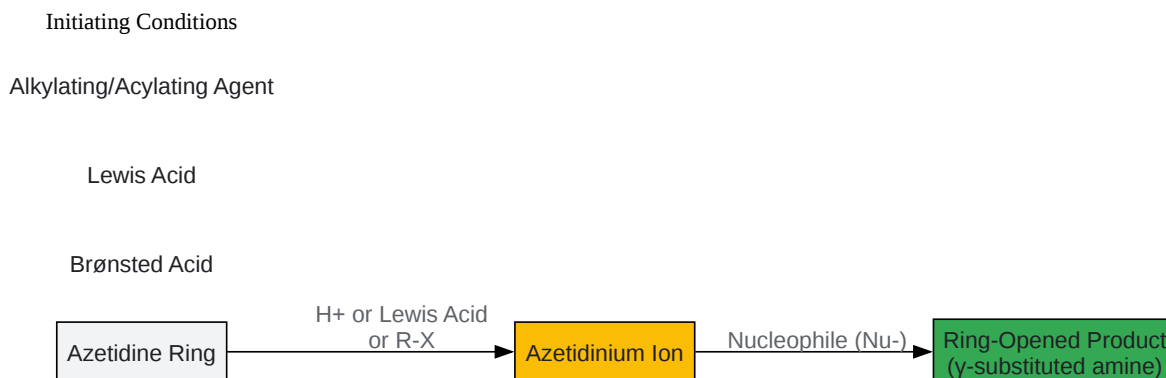 Initiating Conditions
Alkylating/Acylating Agent
Lewis Acid
Brønsted Acid
H+ or Lewis Acid
or R-X
Azetidine Ring
Azetidinium Ion
Nucleophile (Nu-)
Ring-Opened Product
(γ-substituted amine)